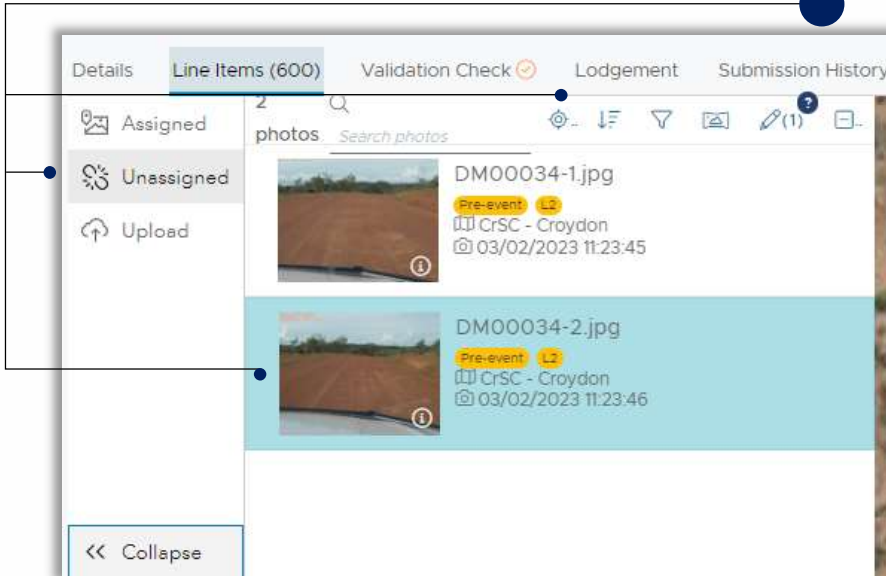 Details Line Items (600) Validation Check Lodgement Submission History
Assigned
Unassigned
Upload
Collapse
2
photos Search photos (1) ?
DM00034-1.jpg
Pre-event L2
CrSC - Croydon
03/02/2023 11:23:45
DM00034-2.jpg
Pre-event L2
CrSC - Croydon
03/02/2023 11:23:46